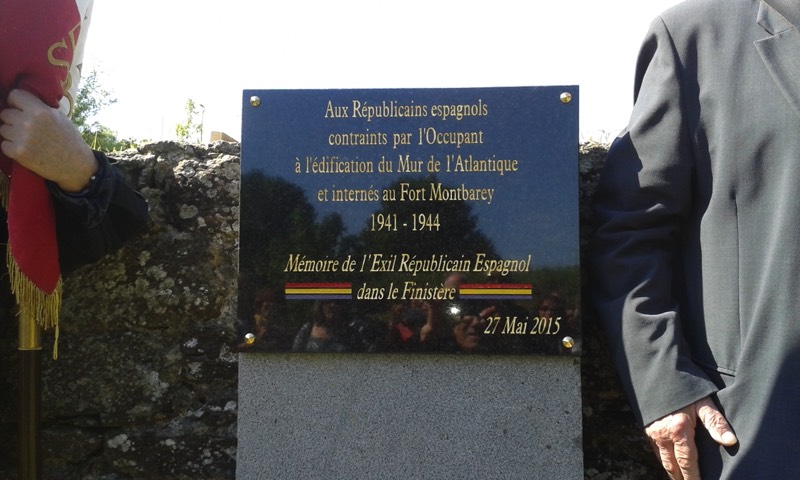 Aux Républicains espagnols
contraints par l'Occupant
à l'édification du Mur de l'Atlantique
et internés au Fort Montbarey
1941 - 1944
Mémoire de l'Exil Républicain Espagnol
dans le Finistère
27 Mai 2015